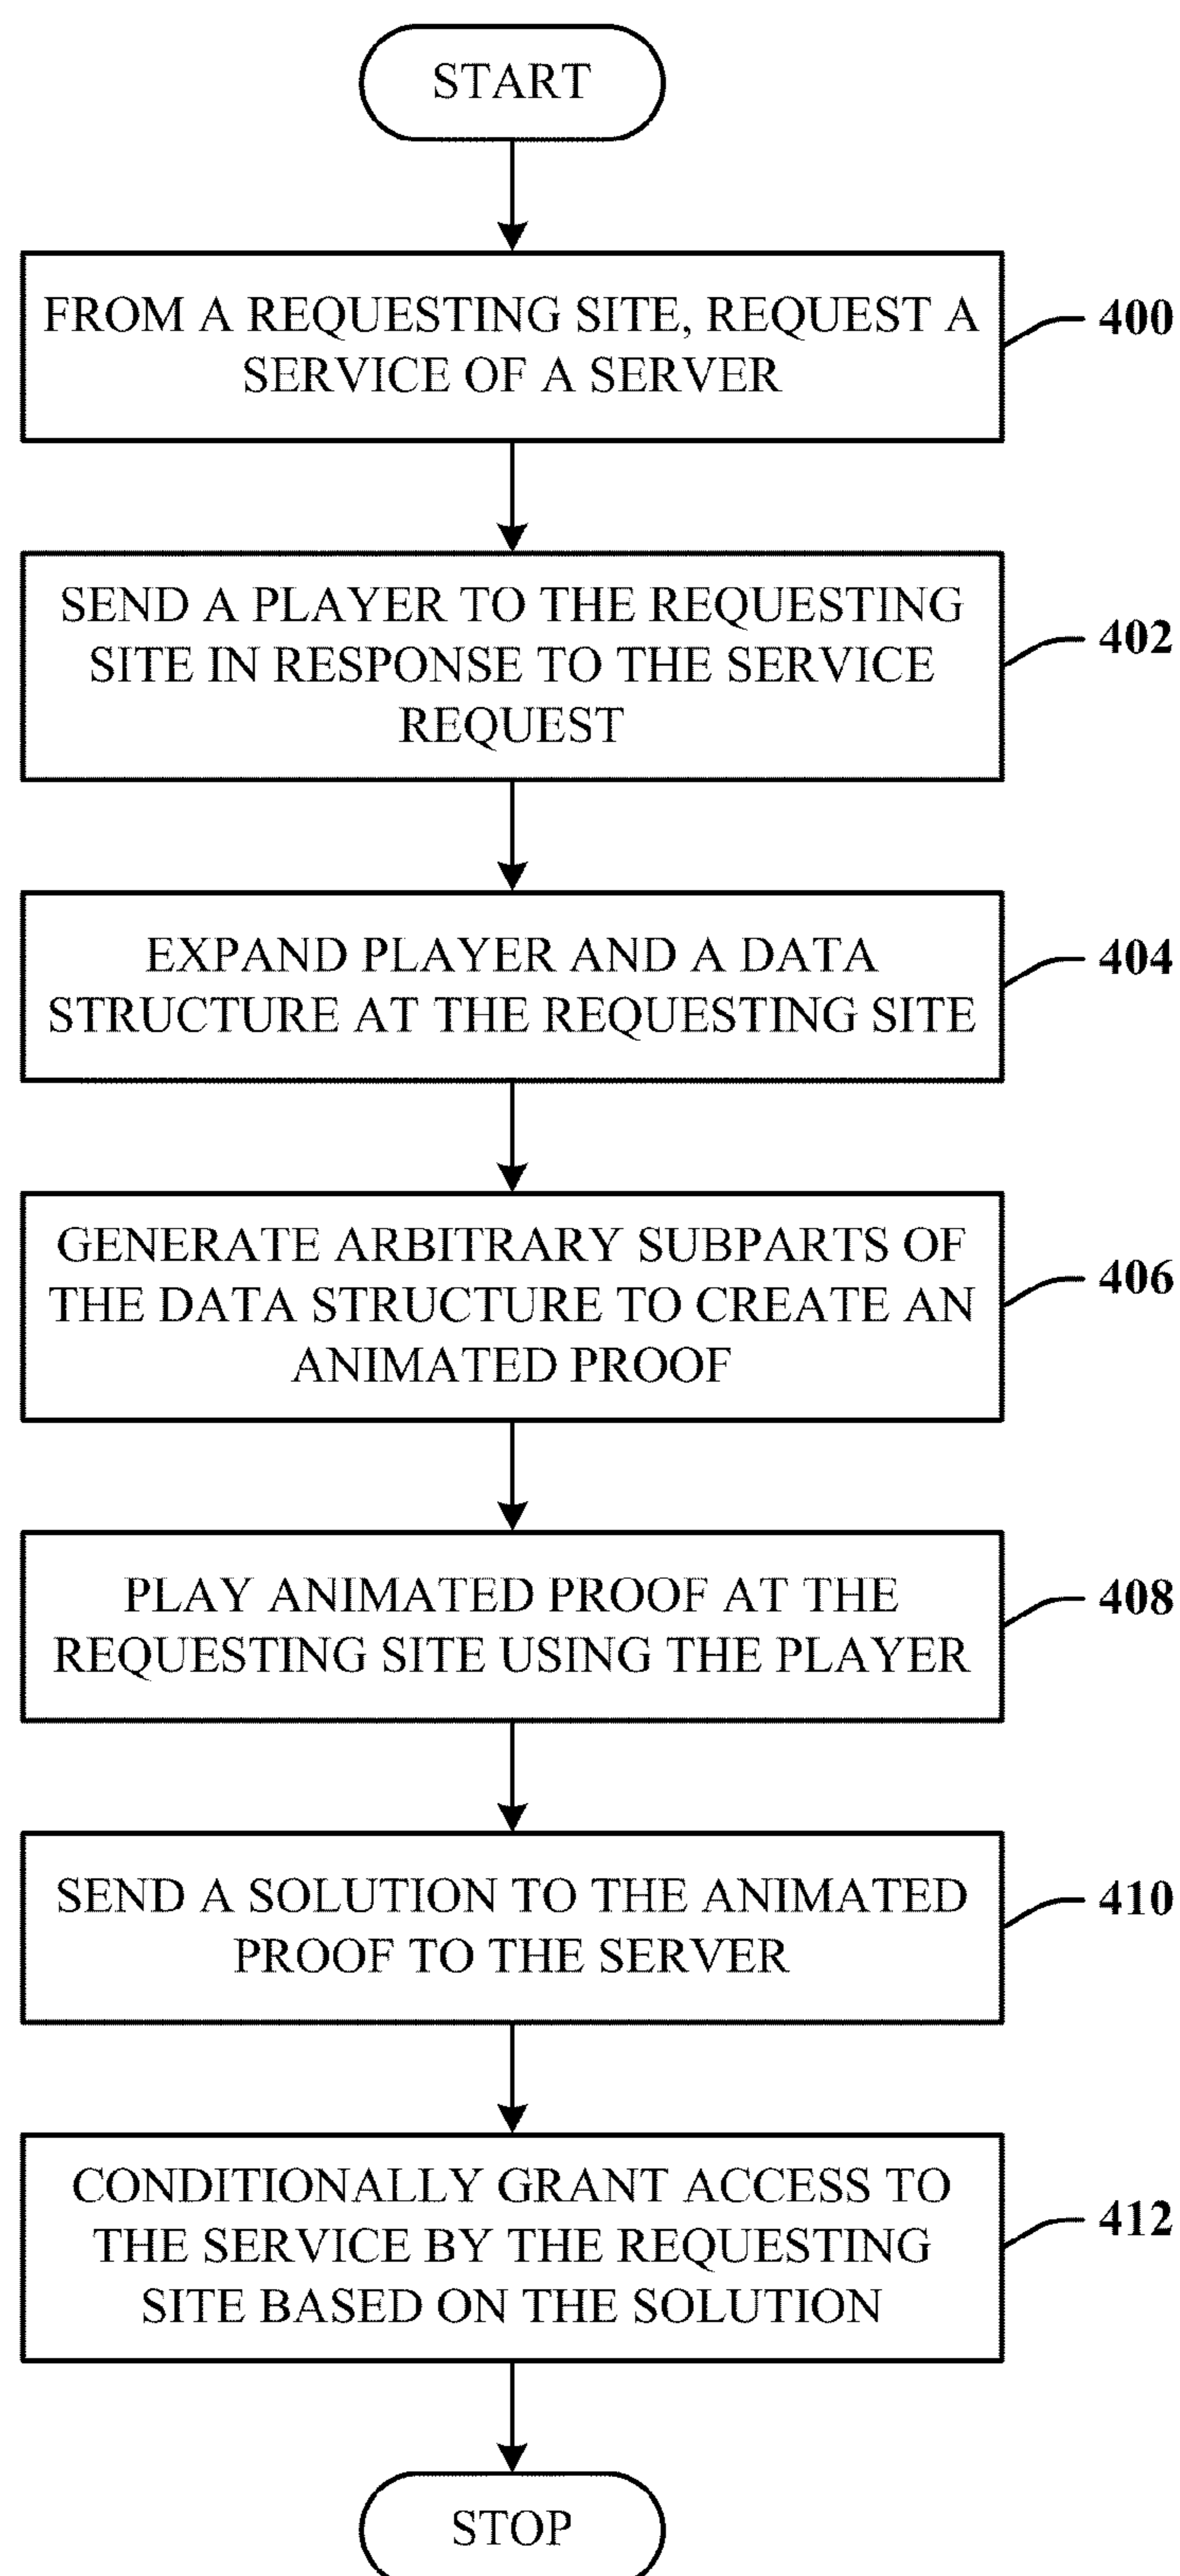 START
FROM A REQUESTING SITE, REQUEST A
SERVICE OF A SERVER
400
SEND A PLAYER TO THE REQUESTING
SITE IN RESPONSE TO THE SERVICE
REQUEST
402
EXPAND PLAYER AND A DATA
STRUCTURE AT THE REQUESTING SITE
404
GENERATE ARBITRARY SUBPARTS OF
THE DATA STRUCTURE TO CREATE AN
ANIMATED PROOF
406
PLAY ANIMATED PROOF AT THE
REQUESTING SITE USING THE PLAYER
408
SEND A SOLUTION TO THE ANIMATED
PROOF TO THE SERVER
410
CONDITIONALLY GRANT ACCESS TO
THE SERVICE BY THE REQUESTING
SITE BASED ON THE SOLUTION
412
STOP